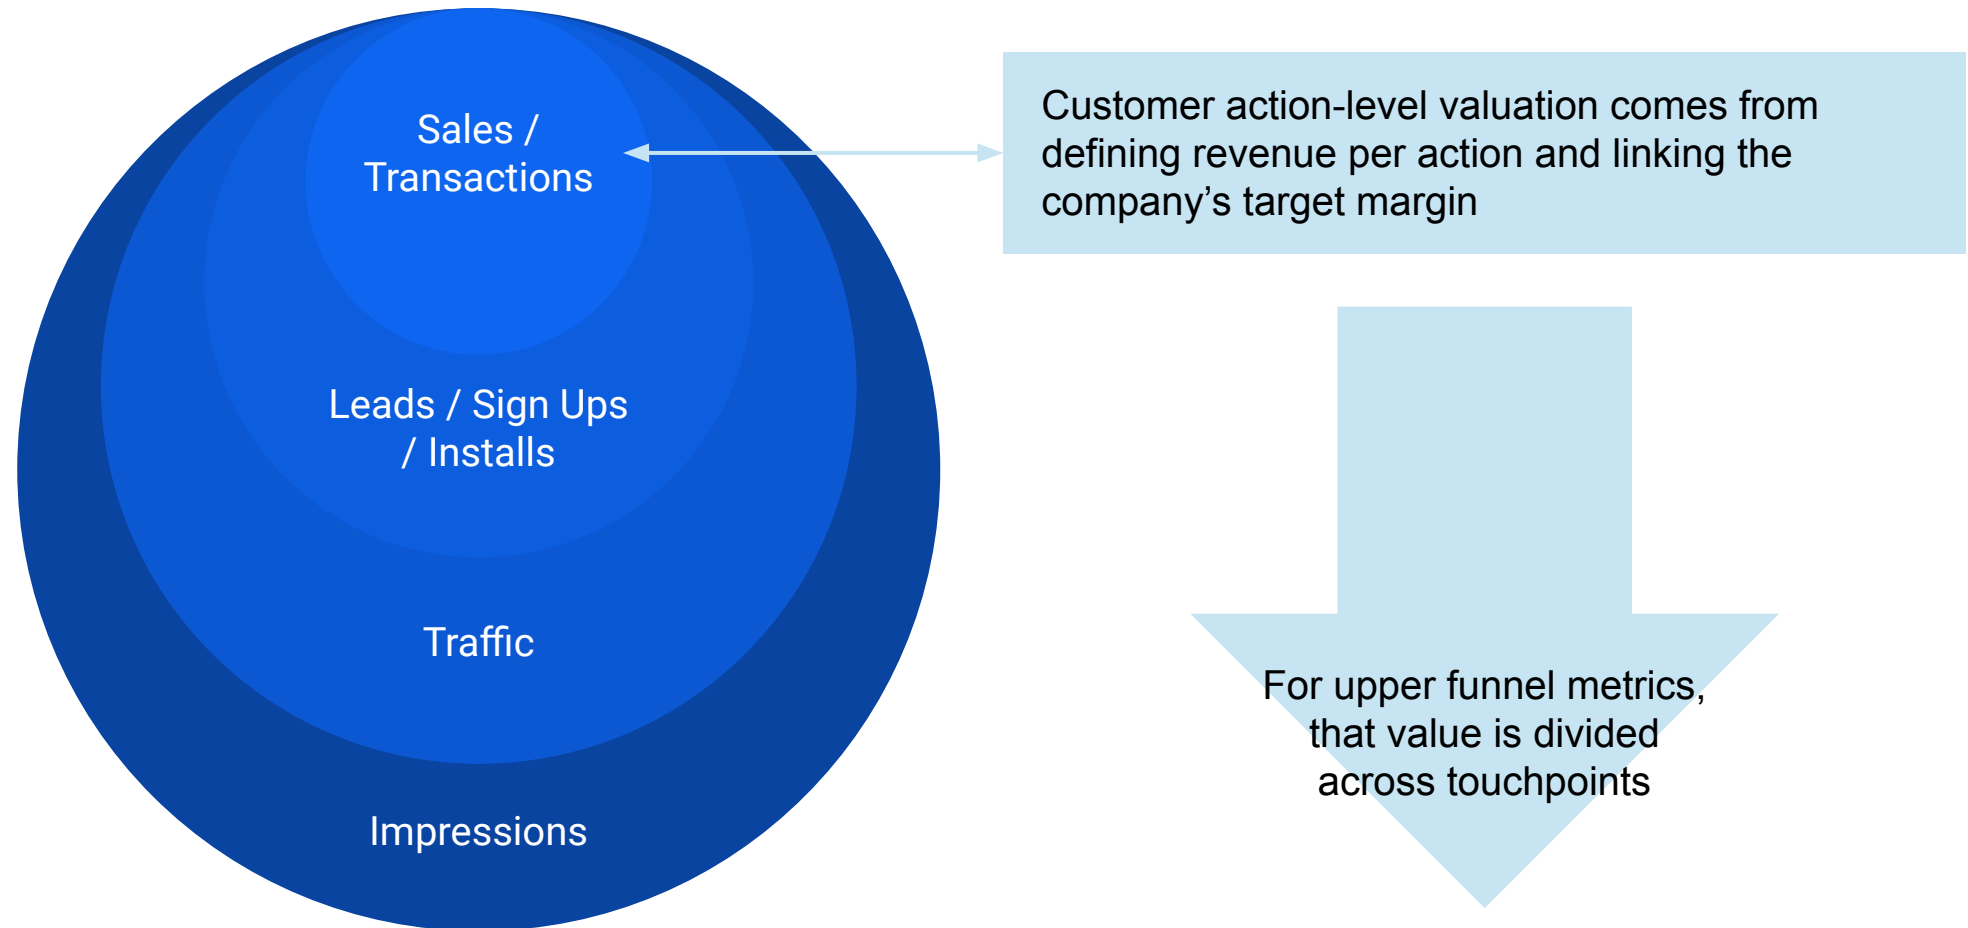 Sales /
Transactions
Leads / Sign Ups
/ Installs
Traffic
Impressions
Customer action-level valuation comes from
defining revenue per action and linking the
company’s target margin
For upper funnel metrics,
that value is divided
across touchpoints